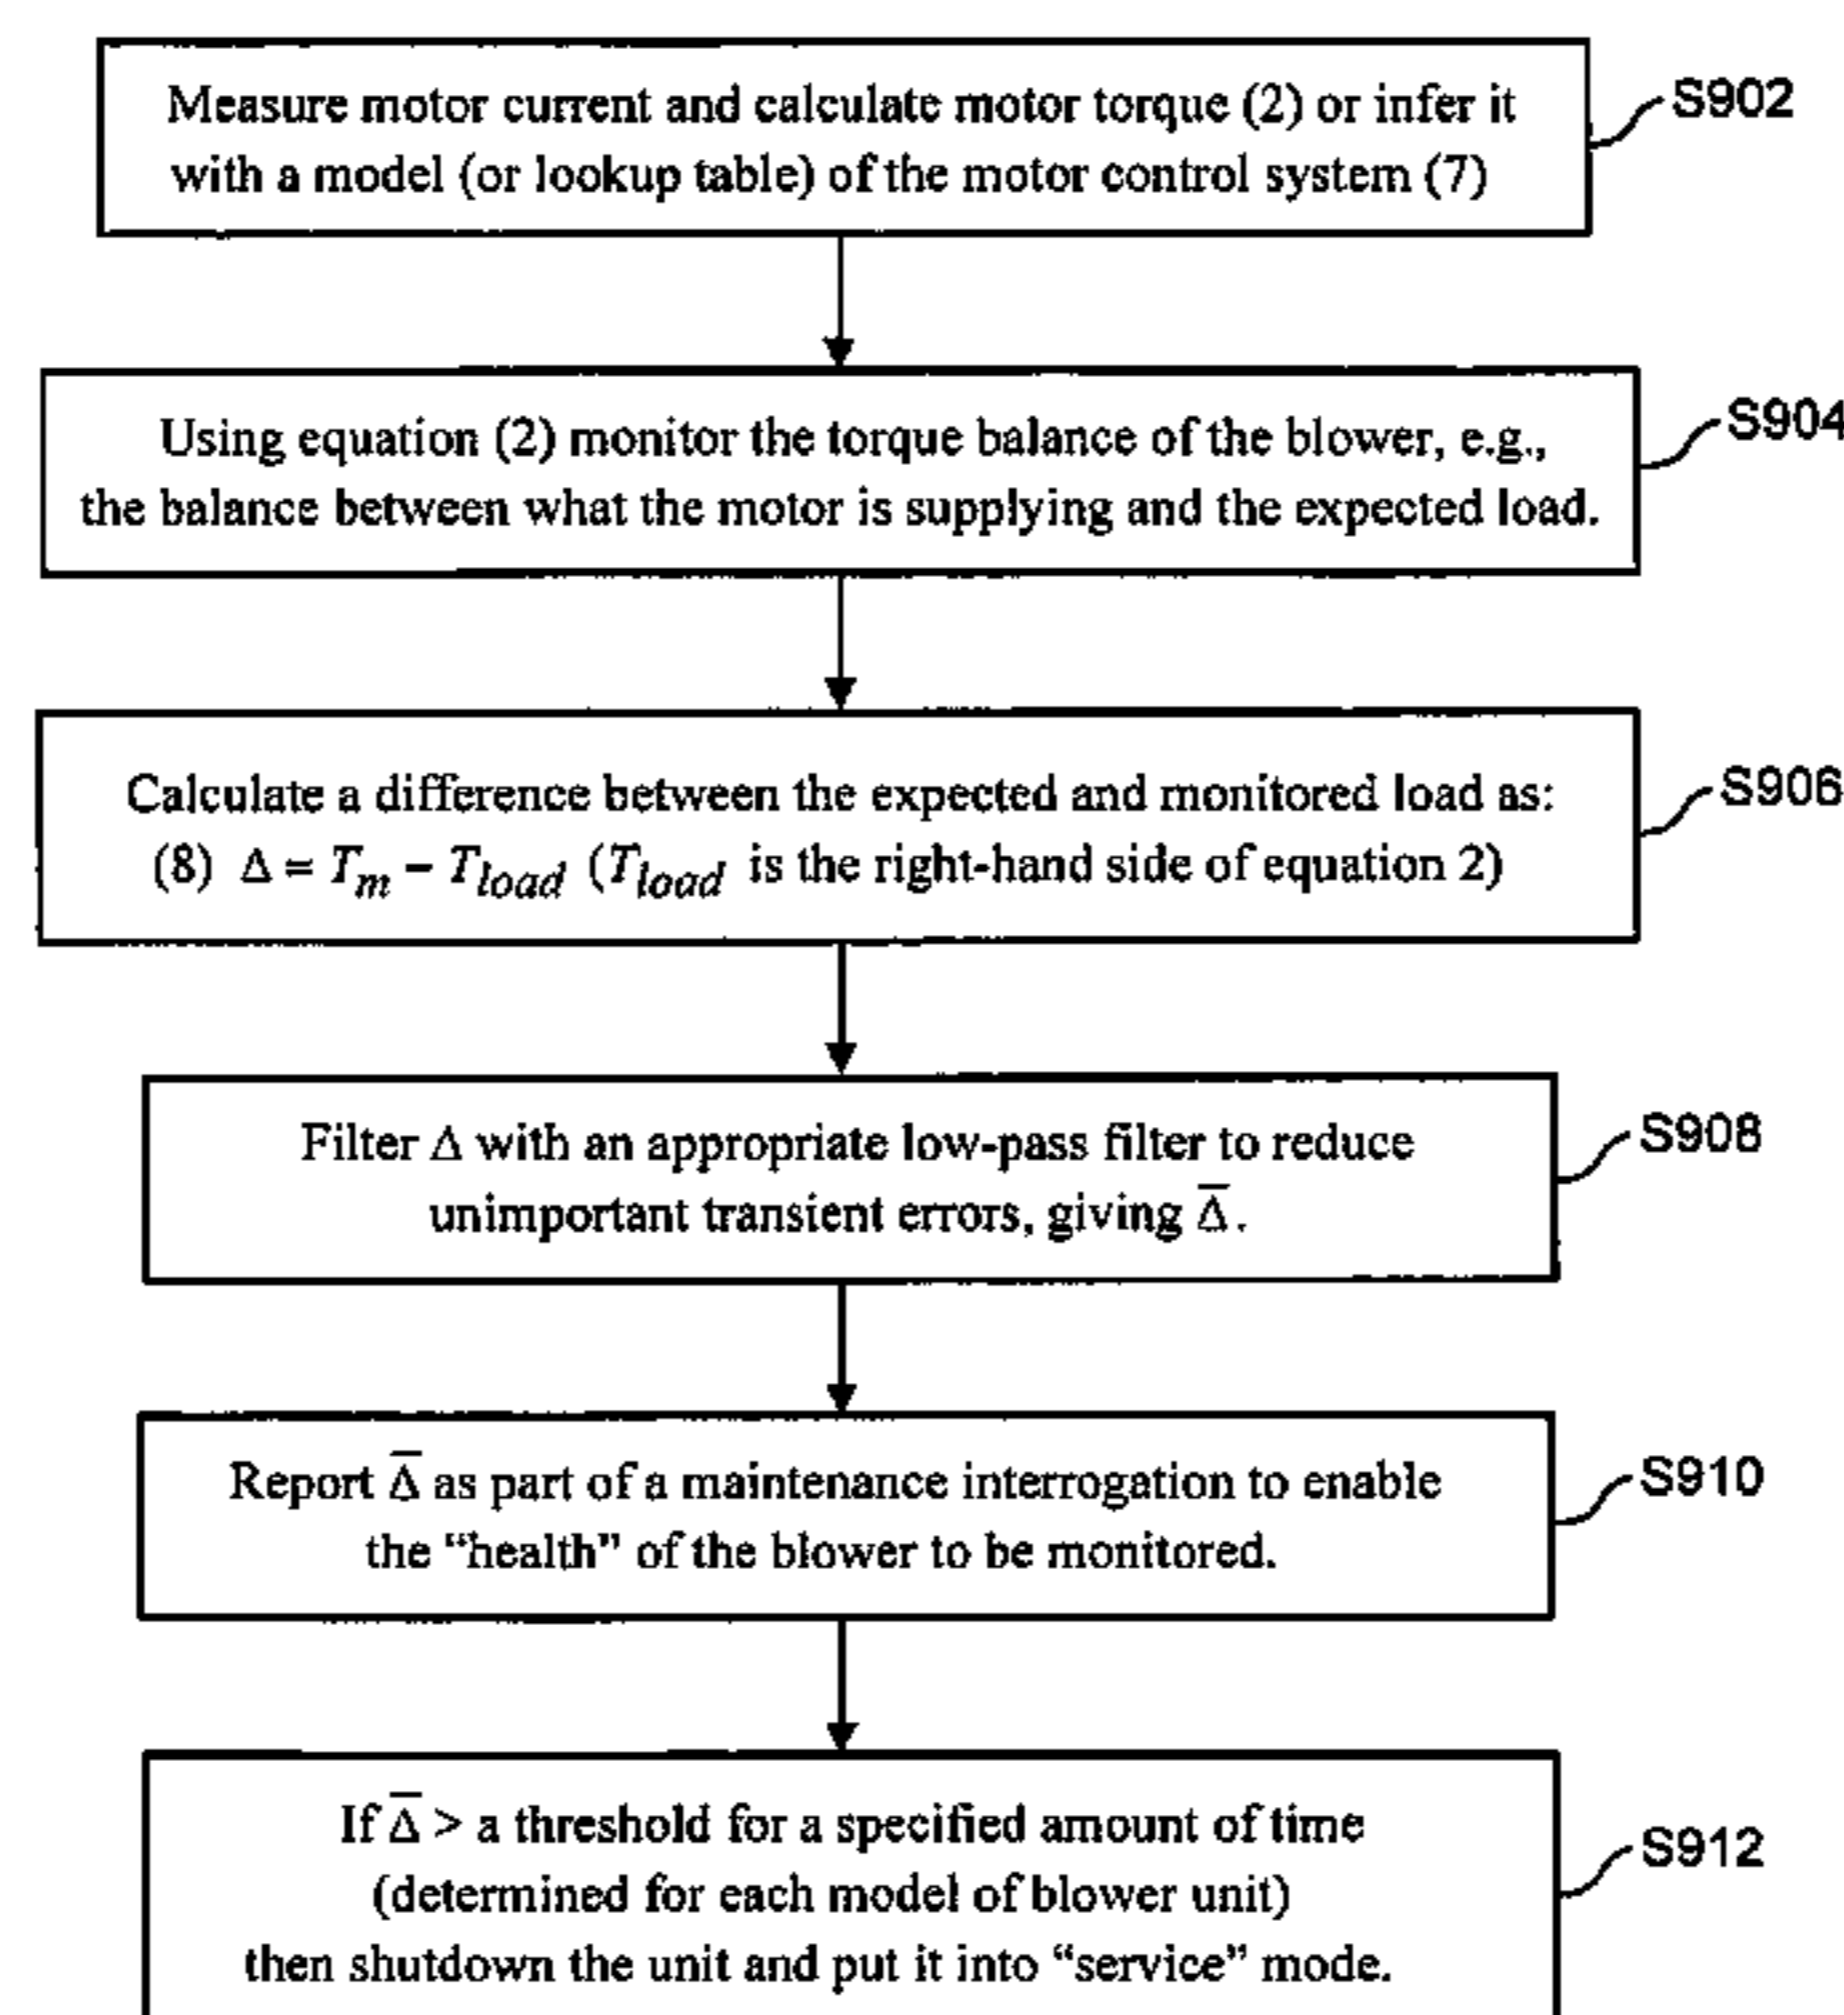 Measure motor current and calculate motor torque (2) or infer it
with a model (or lookup table) of the motor control system (7)
S902
Using equation (2) monitor the torque balance of the blower, e.g.,
the balance between what the motor is supplying and the expected load.
S904
Calculate a difference between the expected and monitored load as:
(8) Δ = T_m − T_load (T_load is the right-hand side of equation 2)
S906
Filter Δ with an appropriate low-pass filter to reduce
unimportant transient errors, giving Δ̅.
S908
Report Δ̅ as part of a maintenance interrogation to enable
the “health” of the blower to be monitored.
S910
If Δ̅ > a threshold for a specified amount of time
(determined for each model of blower unit)
then shutdown the unit and put it into “service” mode.
S912